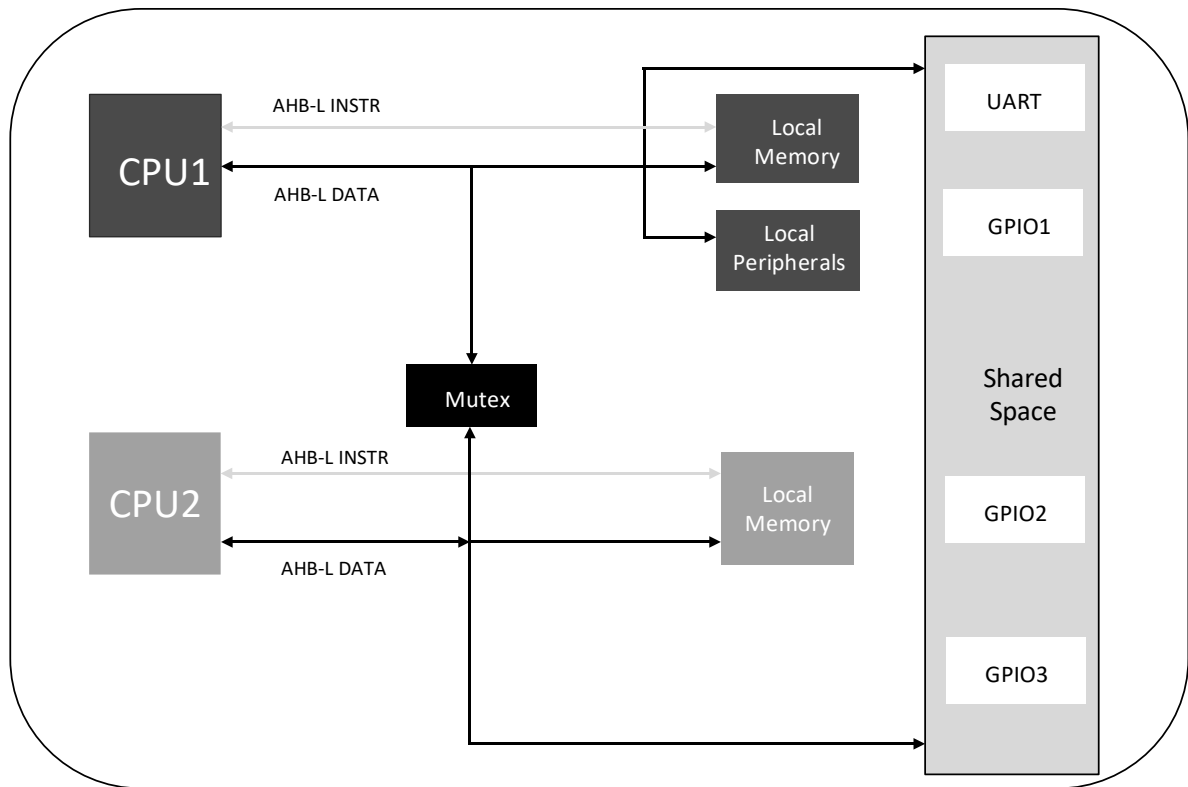 UART
AHB-L INSTR
CPU1
Local
Memory
AHB-L DATA
GPIO1
Local
Peripherals
Shared
Space
Mutex
AHB-L INSTR
CPU2
Local
Memory
GPIO2
AHB-L DATA
GPIO3